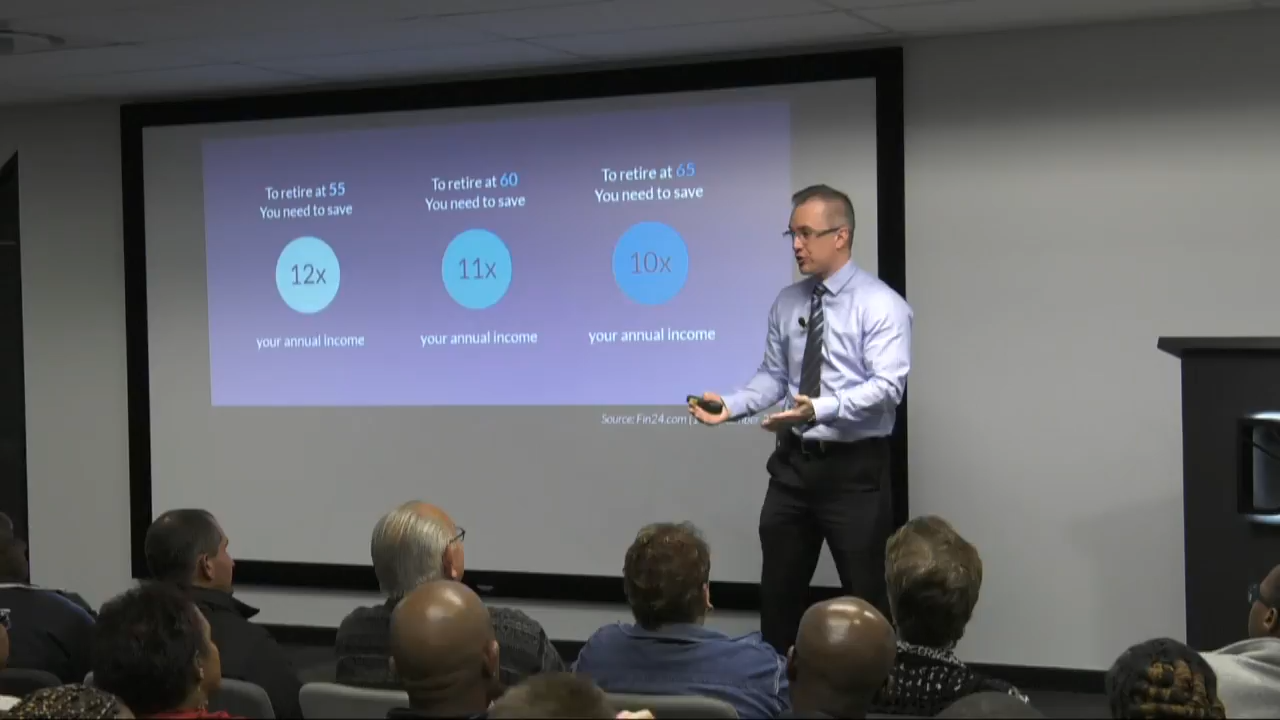 To retire at 55
You need to save
12x
your annual income
To retire at 60
You need to save
11x
your annual income
To retire at 65
You need to save
10x
your annual income
Source: Fin24.com